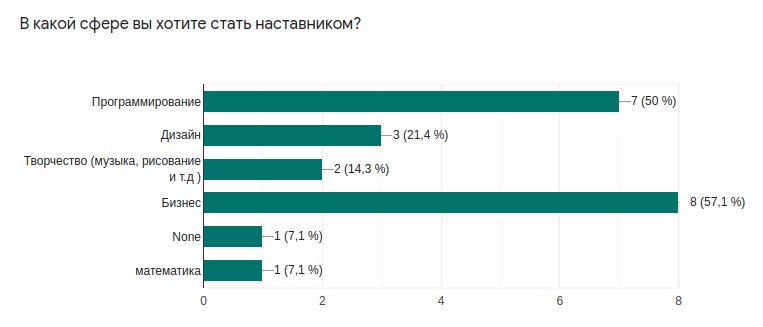 В какой сфере вы хотите стать наставником?
Программирование
7 (50 %)
Дизайн
3 (21,4 %)
Творчество (музыка, рисование
и т.д )
2 (14,3 %)
Бизнес
8 (57,1 %)
None
1 (7,1 %)
математика
1 (7,1 %)
0 2 4 6 8